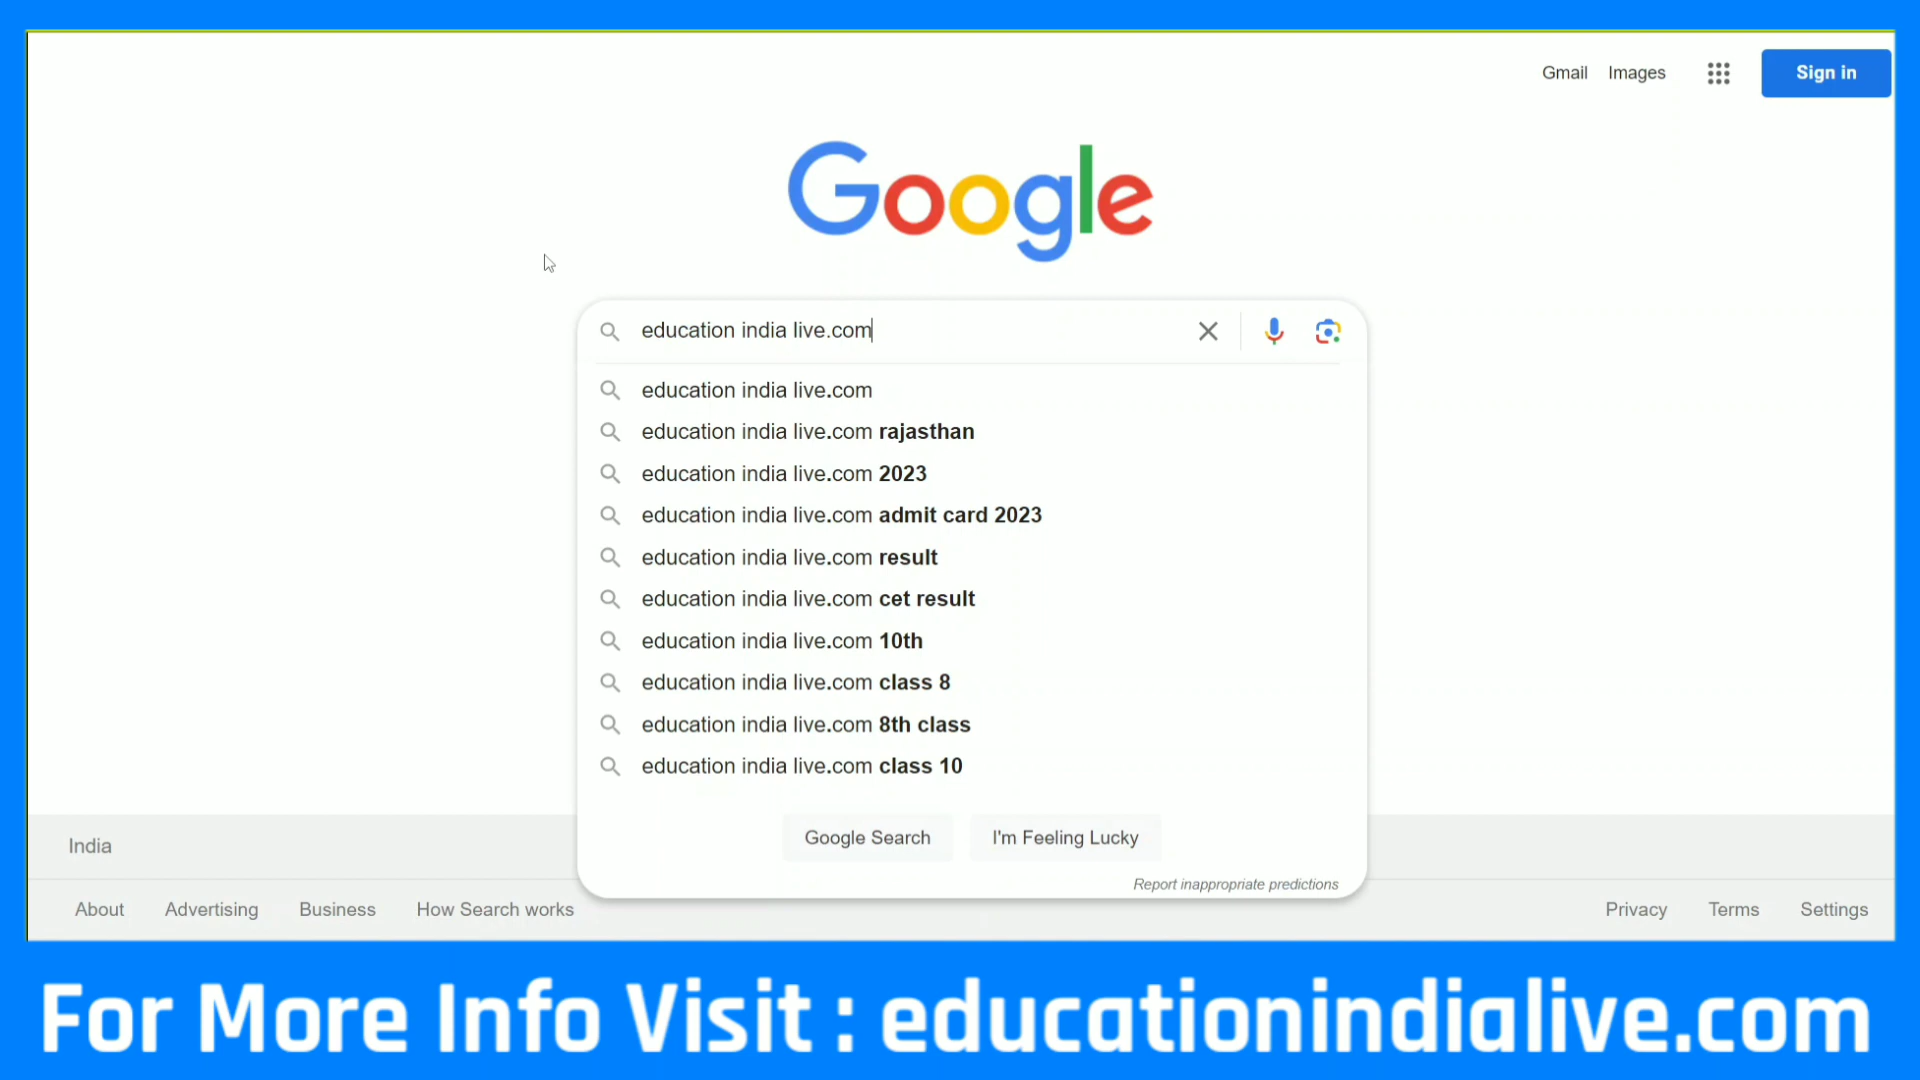 Gmail Images Sign in
Google
education india live.com
education india live.com
education india live.com rajasthan
education india live.com 2023
education india live.com admit card 2023
education india live.com result
education india live.com cet result
education india live.com 10th
education india live.com class 8
education india live.com 8th class
education india live.com class 10
Google Search I'm Feeling Lucky
Report inappropriate predictions
India
About Advertising Business How Search works Privacy Terms Settings
For More Info Visit : educationindialive.com